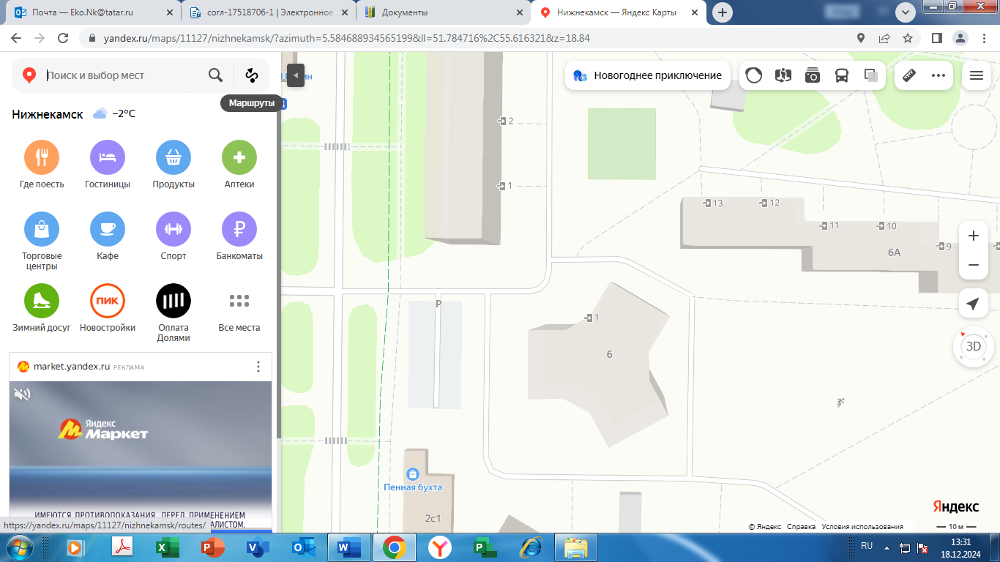 Почта — Eko.Nk@tatar.ru
согл-17518706-1 | Электронное
Документы
Нижнекамск — Яндекс Карты
yandex.ru/maps/11127/nizhnekamsk/?azimuth=5.584688934565199&ll=51.784716%2C55.616321&z=18.84
Поиск и выбор мест
Новогоднее приключение
Маршруты
Нижнекамск
−2°C
Где поесть
Гостиницы
Продукты
Аптеки
Торговые центры
Кафе
Спорт
Банкоматы
Зимний досуг
ПИК
Новостройки
Оплата Долями
Все места
market.yandex.ru РЕКЛАМА
Яндекс
Маркет
ИМЕЮТСЯ ПРОТИВОПОКАЗАНИЯ. ПЕРЕД ПРИМЕНЕНИЕМ
АЛИСТОМ.
https://yandex.ru/maps/11127/nizhnekamsk/routes/
2
1
13
12
11
10
9
6А
P
1
6
3D
Пенная бухта
2с1
Яндекс
© Яндекс Справка Условия использования
10 м
RU
13:31
18.12.2024